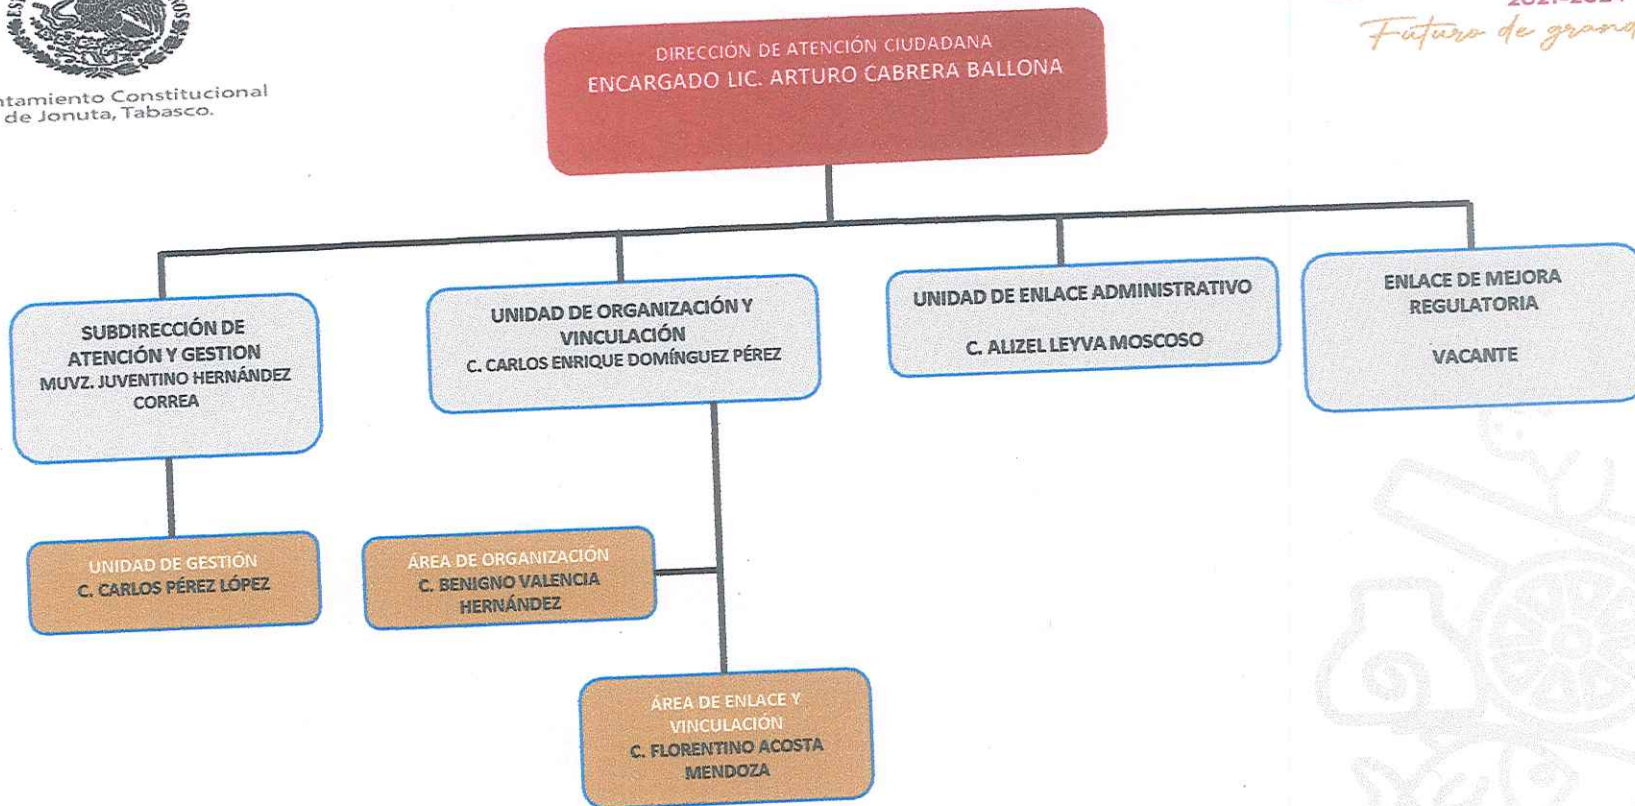 ntamiento Constitucional
de Jonuta, Tabasco.
Futuro de grand
DIRECCIÓN DE ATENCIÓN CIUDADANA
ENCARGADO LIC. ARTURO CABRERA BALLONA
SUBDIRECCIÓN DE
ATENCIÓN Y GESTION
MUVZ. JUVENTINO HERNÁNDEZ
CORREA
UNIDAD DE ORGANIZACIÓN Y
VINCULACIÓN
C. CARLOS ENRIQUE DOMÍNGUEZ PÉREZ
UNIDAD DE ENLACE ADMINISTRATIVO
C. ALIZEL LEYVA MOSCOSO
ENLACE DE MEJORA
REGULATORIA
VACANTE
UNIDAD DE GESTIÓN
C. CARLOS PÉREZ LÓPEZ
ÁREA DE ORGANIZACIÓN
C. BENIGNO VALENCIA
HERNÁNDEZ
ÁREA DE ENLACE Y
VINCULACIÓN
C. FLORENTINO ACOSTA
MENDOZA